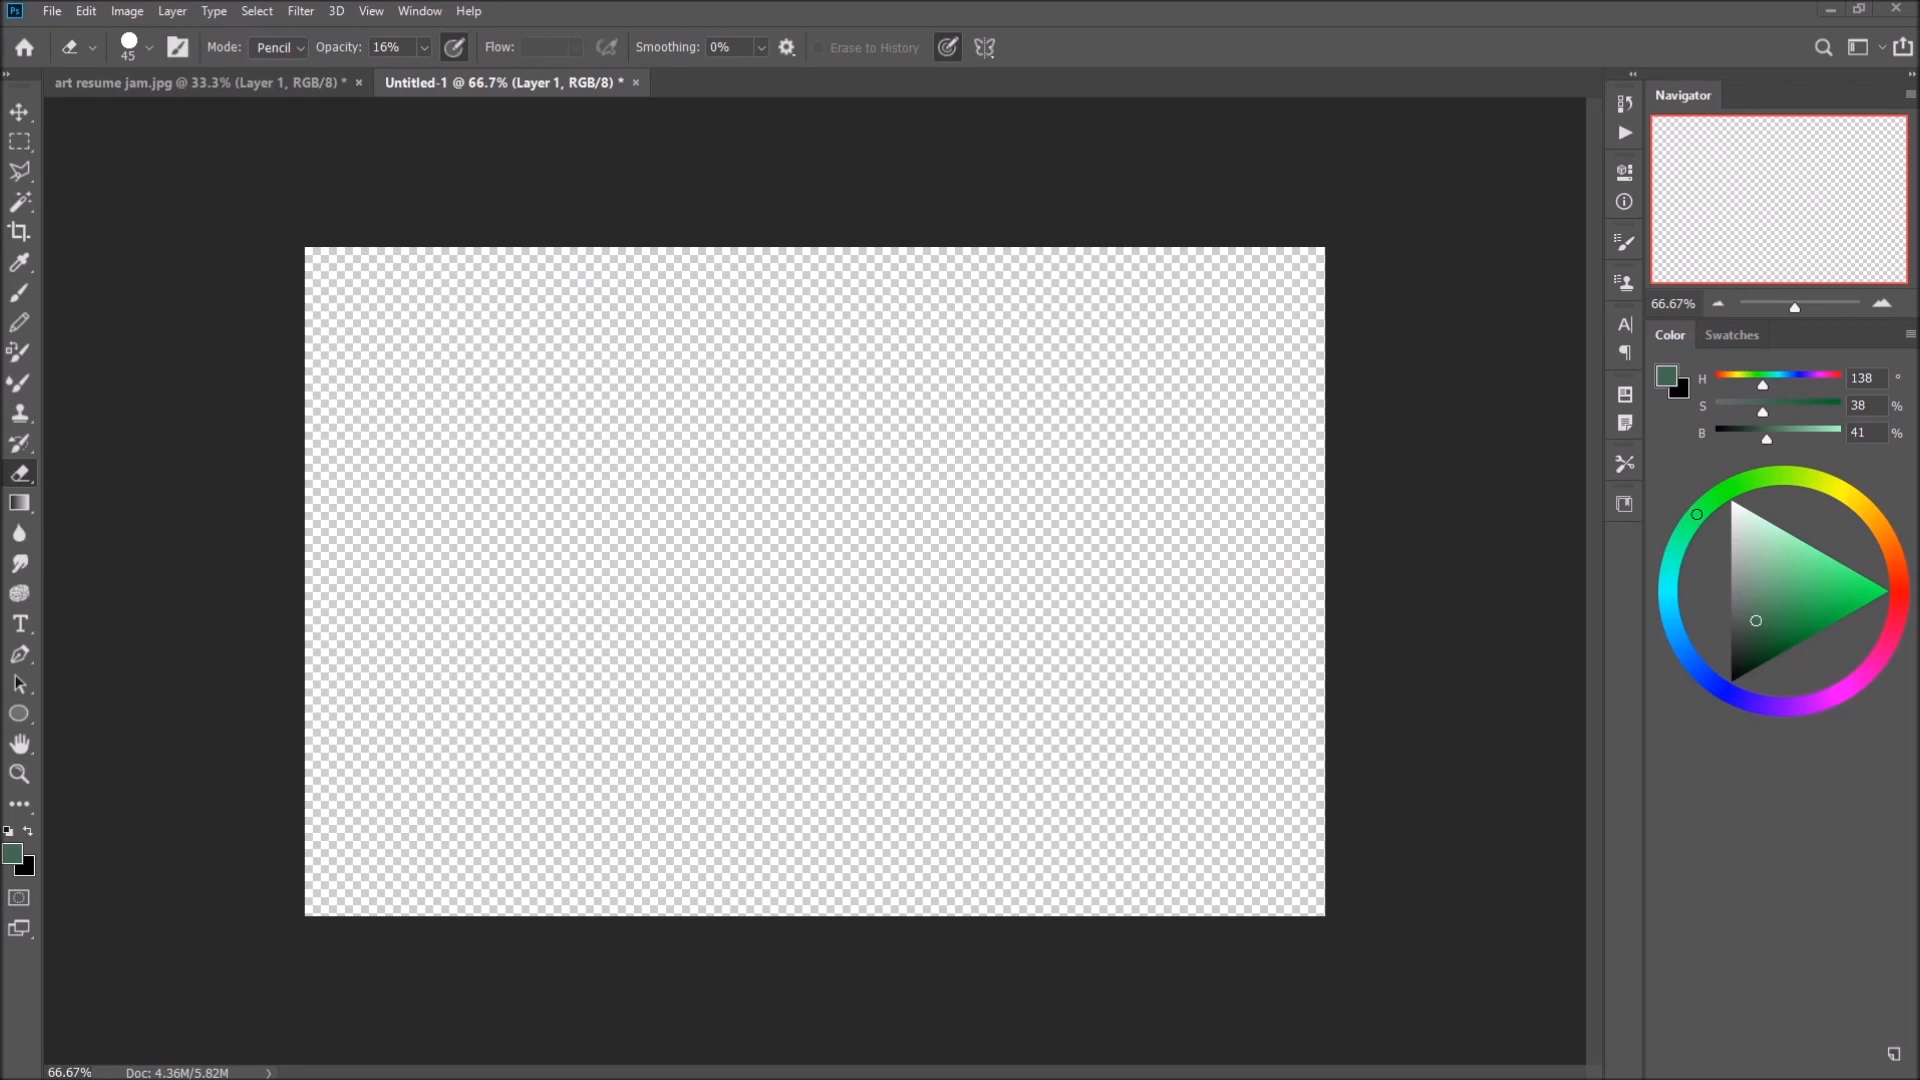 Ps File Edit Image Layer Type Select Filter 3D View Window Help
45 Mode: Pencil Opacity: 16% Flow: Smoothing: 0% Erase to History
art resume jam.jpg @ 33.3% (Layer 1, RGB/8) * × Untitled-1 @ 66.7% (Layer 1, RGB/8) * ×
Navigator
66.67%
Color Swatches
H 138 °
S 38 %
B 41 %
66.67% Doc: 4.36M/5.82M